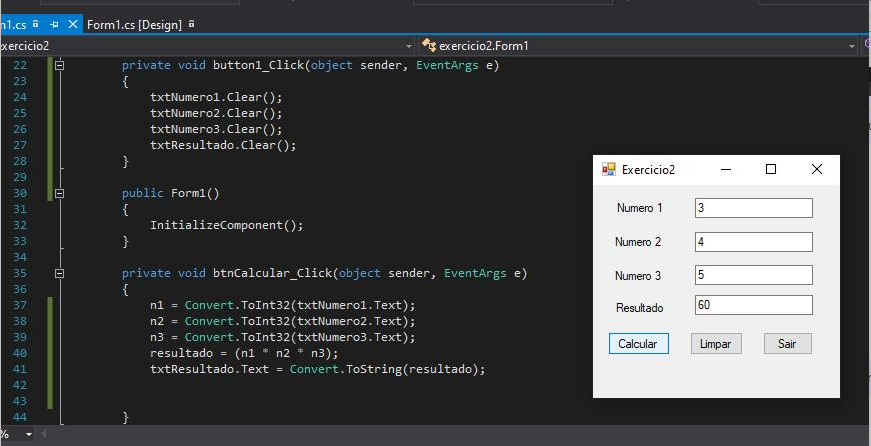 n1.cs Form1.cs [Design]
exercicio2 exercicio2.Form1
22 private void button1_Click(object sender, EventArgs e)
23 {
24 txtNumero1.Clear();
25 txtNumero2.Clear();
26 txtNumero3.Clear();
27 txtResultado.Clear();
28 }
29
30 public Form1()
31 {
32 InitializeComponent();
33 }
34
35 private void btnCalcular_Click(object sender, EventArgs e)
36 {
37 n1 = Convert.ToInt32(txtNumero1.Text);
38 n2 = Convert.ToInt32(txtNumero2.Text);
39 n3 = Convert.ToInt32(txtNumero3.Text);
40 resultado = (n1 * n2 * n3);
41 txtResultado.Text = Convert.ToString(resultado);
42
43
44 }
%
Exercicio2
Numero 1 3
Numero 2 4
Numero 3 5
Resultado 60
Calcular Limpar Sair